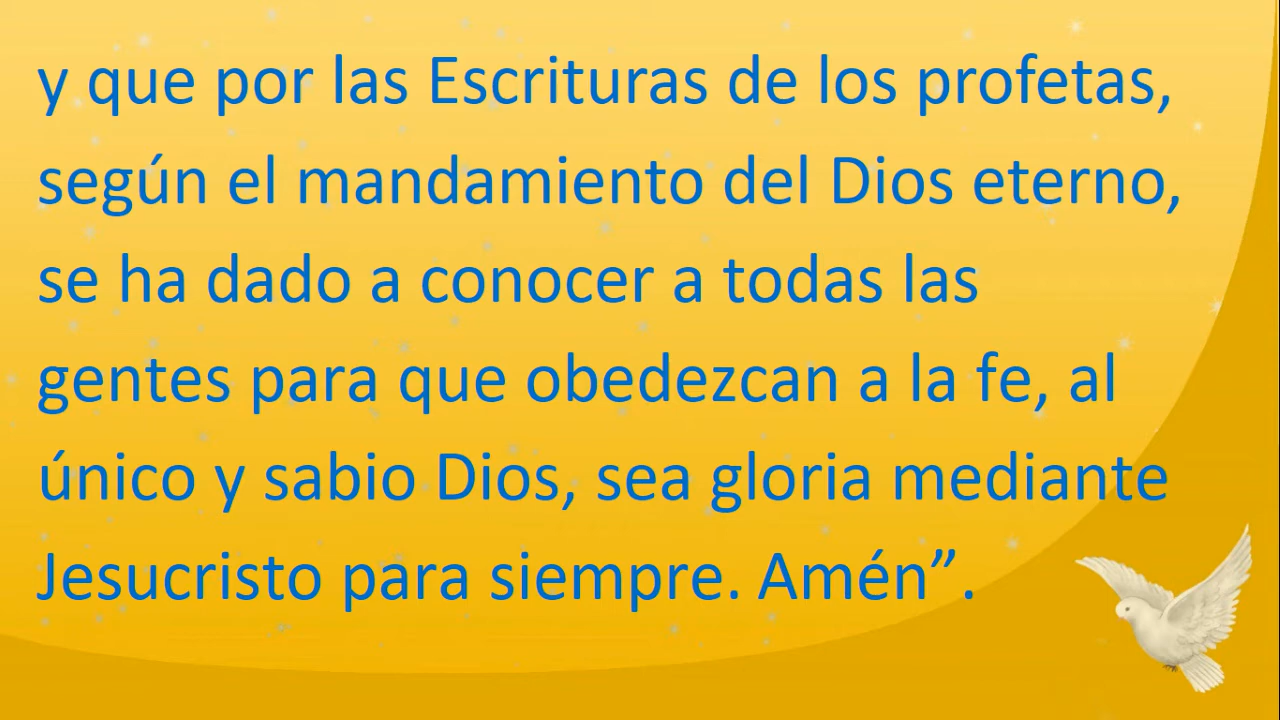 y que por las Escrituras de los profetas,
según el mandamiento del Dios eterno,
se ha dado a conocer a todas las
gentes para que obedezcan a la fe, al
único y sabio Dios, sea gloria mediante
Jesucristo para siempre. Amén”.